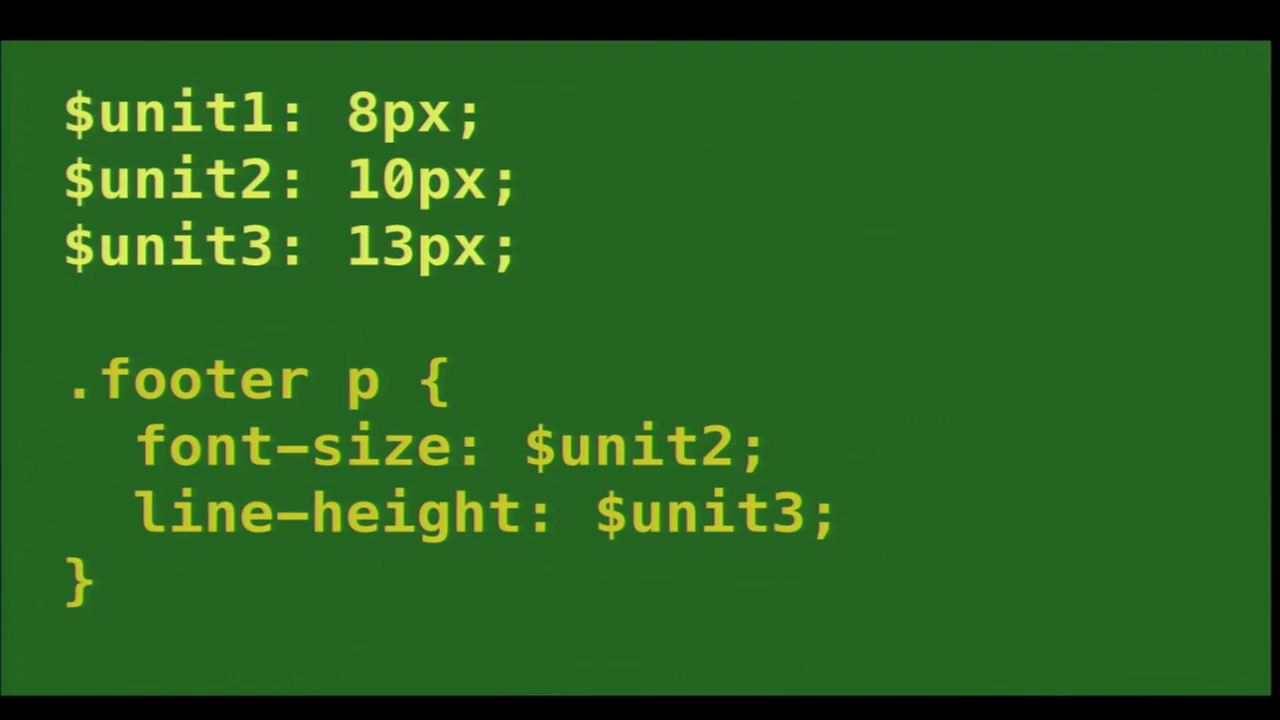 $unit1: 8px;
$unit2: 10px;
$unit3: 13px;
.footer p {
font-size: $unit2;
line-height: $unit3;
}